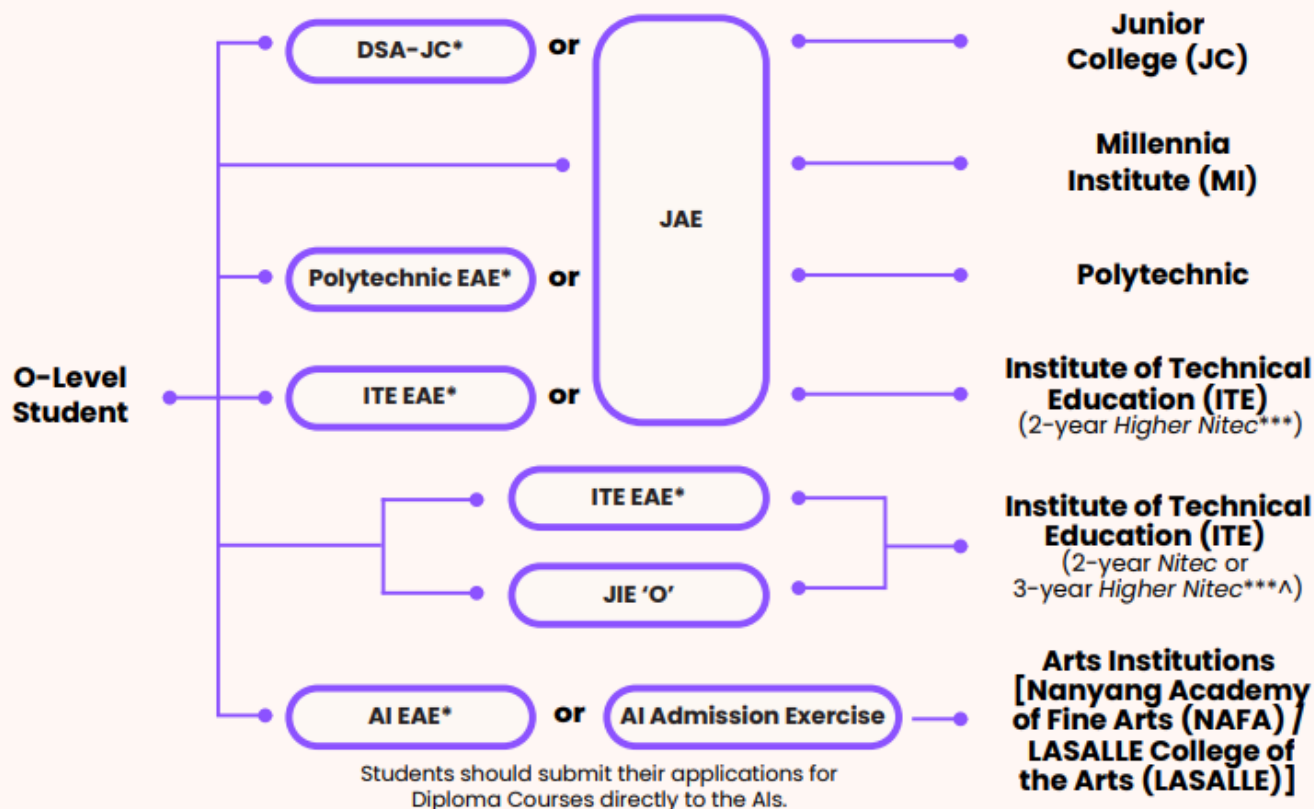 O-Level
Student
DSA-JC*
or
JAE
Junior
College (JC)
Millennia
Institute (MI)
Polytechnic EAE*
or
Polytechnic
ITE EAE*
or
Institute of Technical
Education (ITE)
(2-year Higher Nitec***)
ITE EAE*
JIE ‘O’
Institute of Technical
Education (ITE)
(2-year Nitec or
3-year Higher Nitec***^)
AI EAE*
or
AI Admission Exercise
Arts Institutions
[Nanyang Academy
of Fine Arts (NAFA) /
LASALLE College of
the Arts (LASALLE)]
Students should submit their applications for
Diploma Courses directly to the AIs.